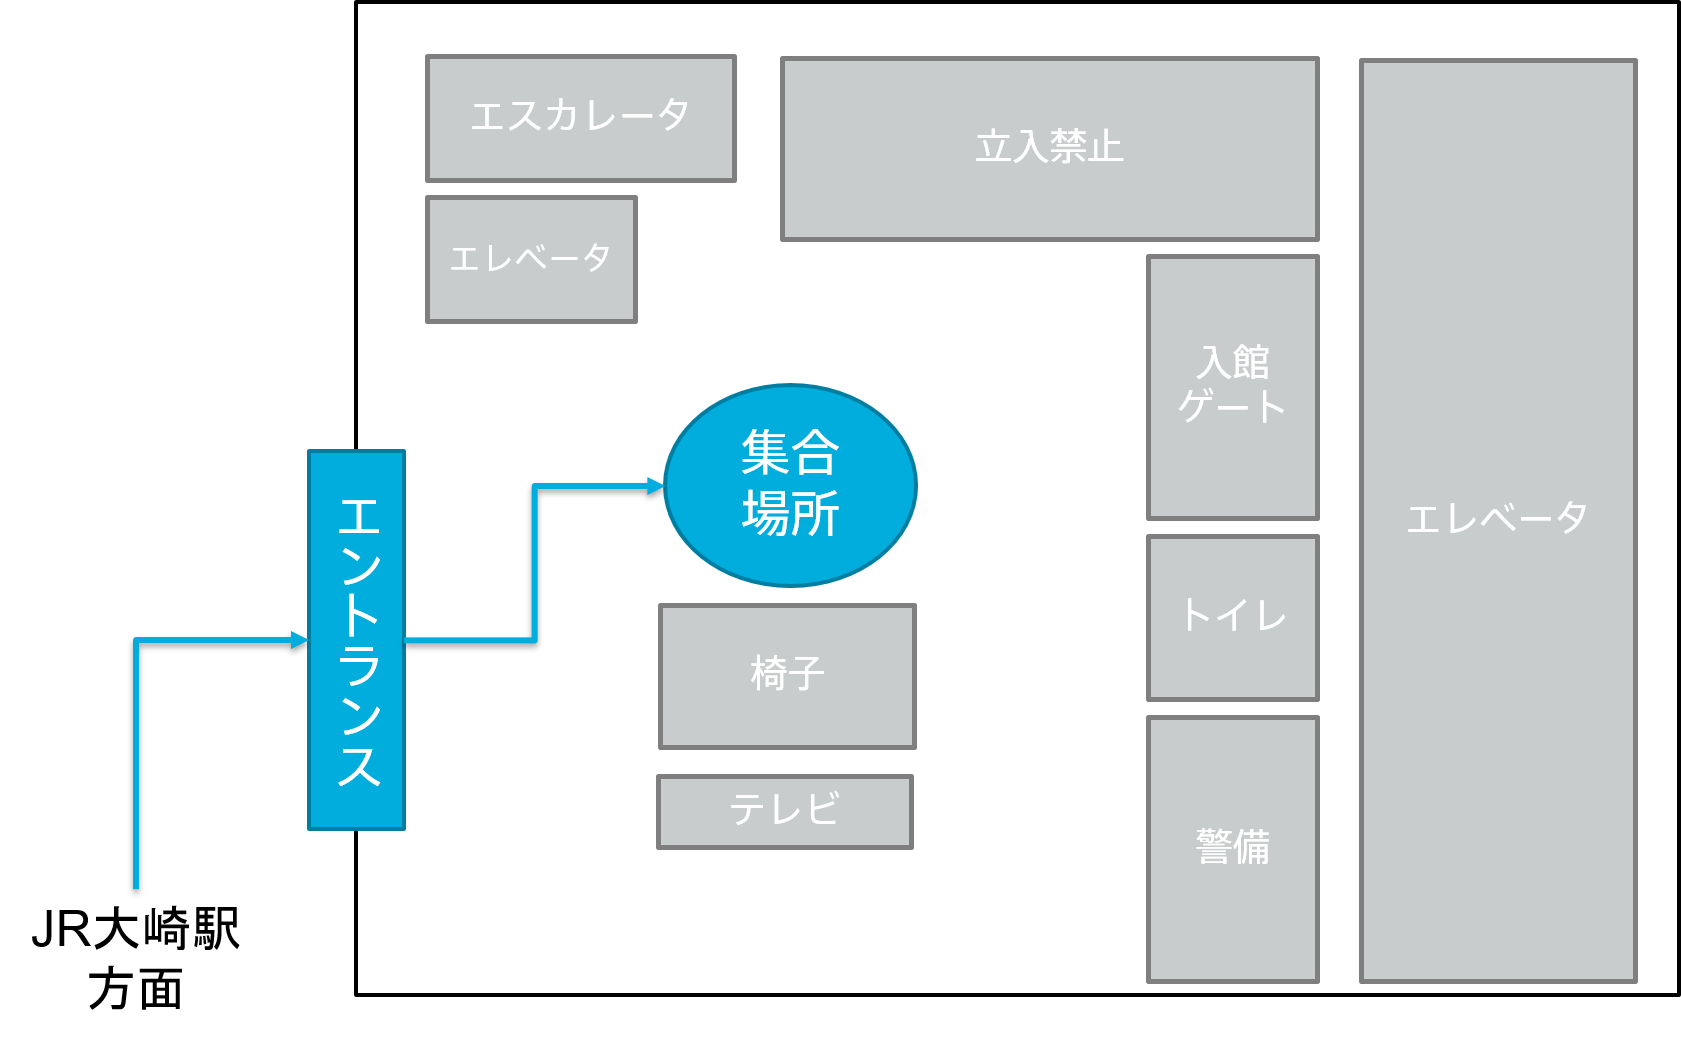 エスカレータ
立入禁止
エレベータ
入館
ゲート
集合
場所
エントランス
エレベータ
椅子
トイレ
テレビ
警備
JR大崎駅
方面